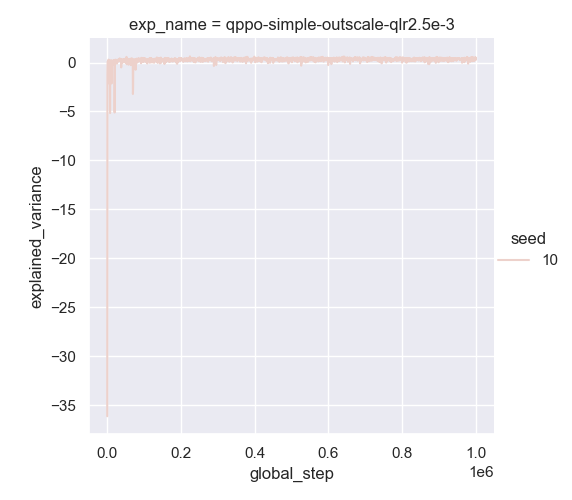 exp_name = qppo-simple-outscale-qlr2.5e-3
explained_variance
0
−5
−10
−15
−20
−25
−30
−35
0.0 0.2 0.4 0.6 0.8 1.0
1e6
global_step
seed
10